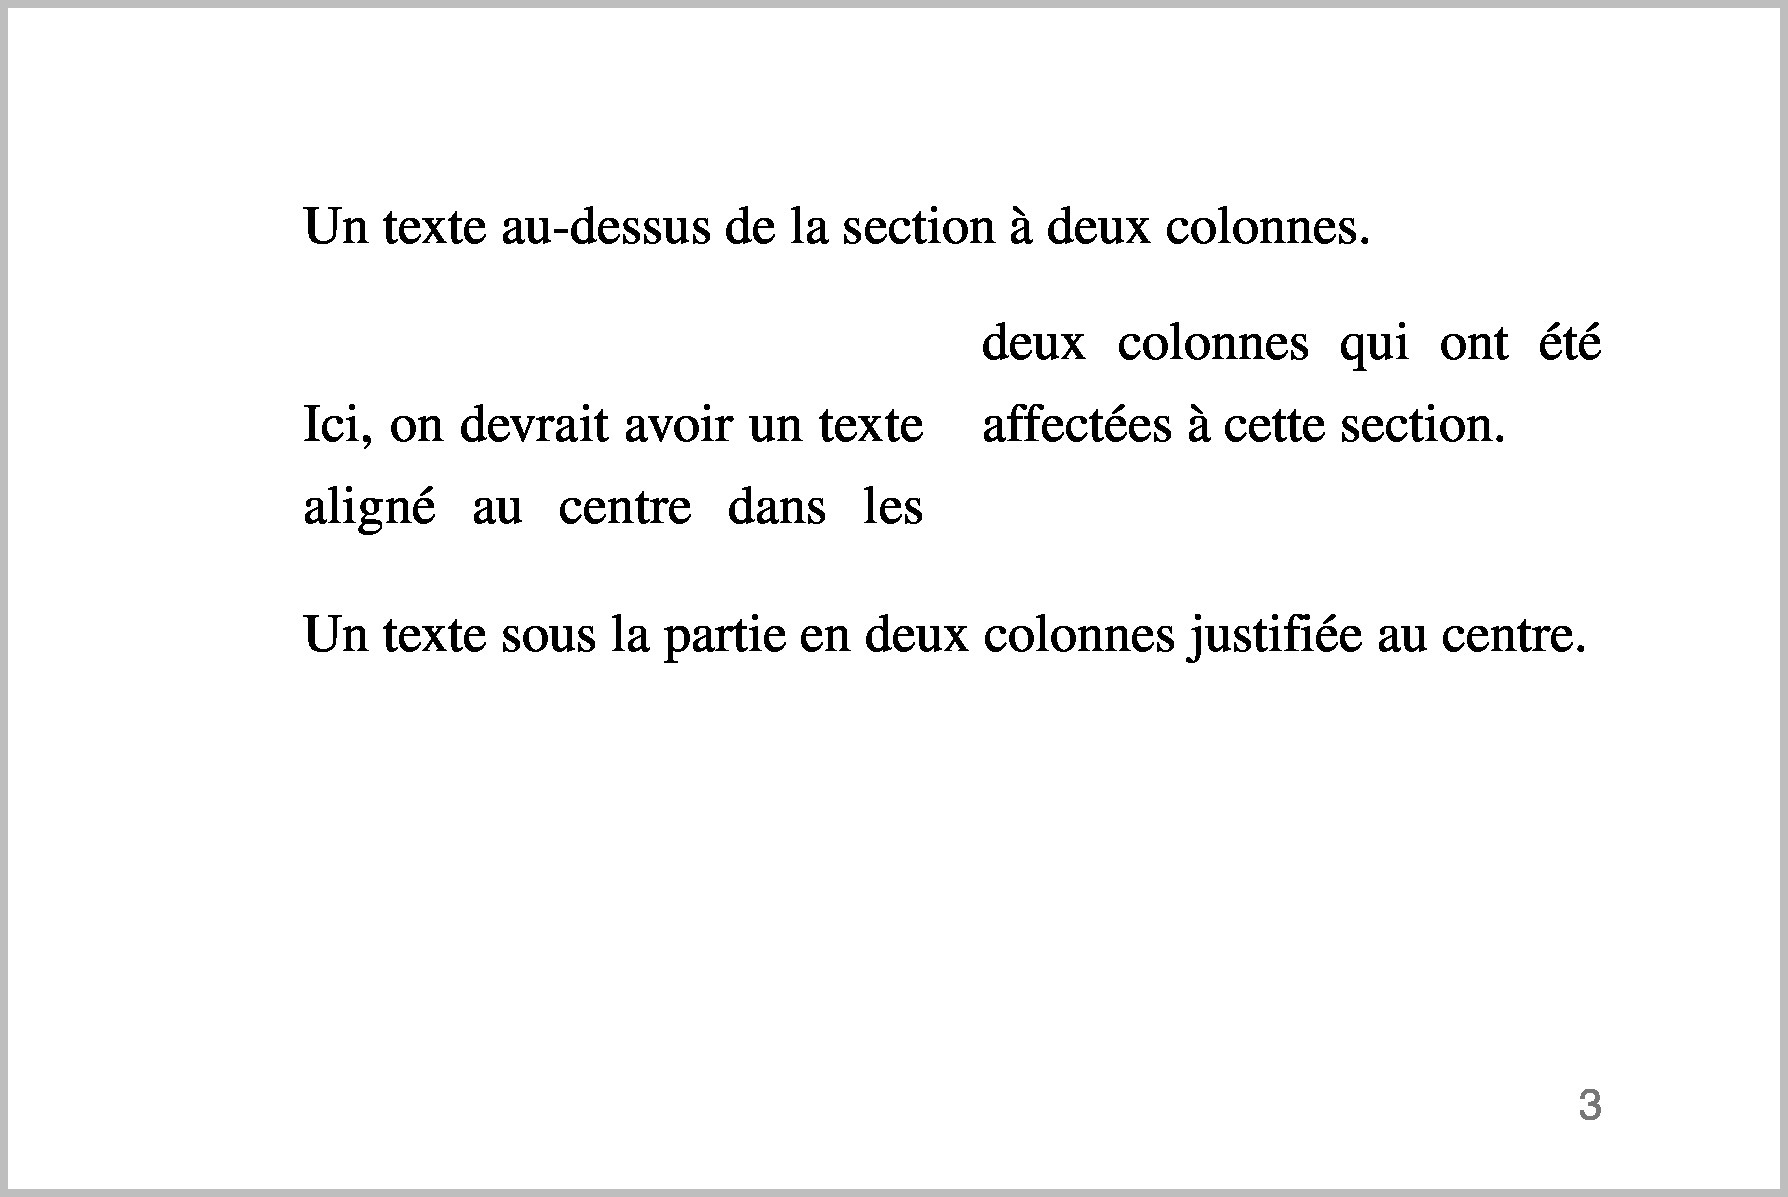 Un texte au-dessus de la section à deux colonnes.
Ici, on devrait avoir un texte
aligné au centre dans les
deux colonnes qui ont été
affectées à cette section.
Un texte sous la partie en deux colonnes justifiée au centre.
3